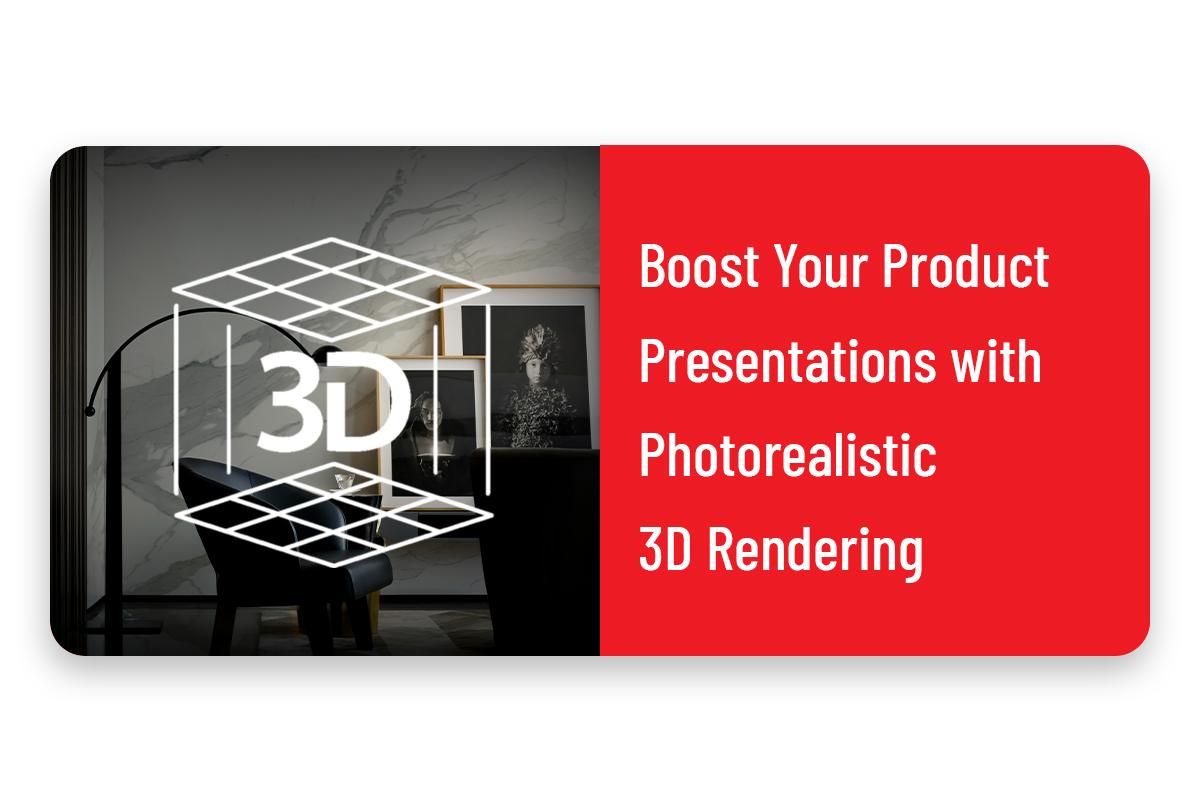 3D
Boost Your Product
Presentations with
Photorealistic
3D Rendering